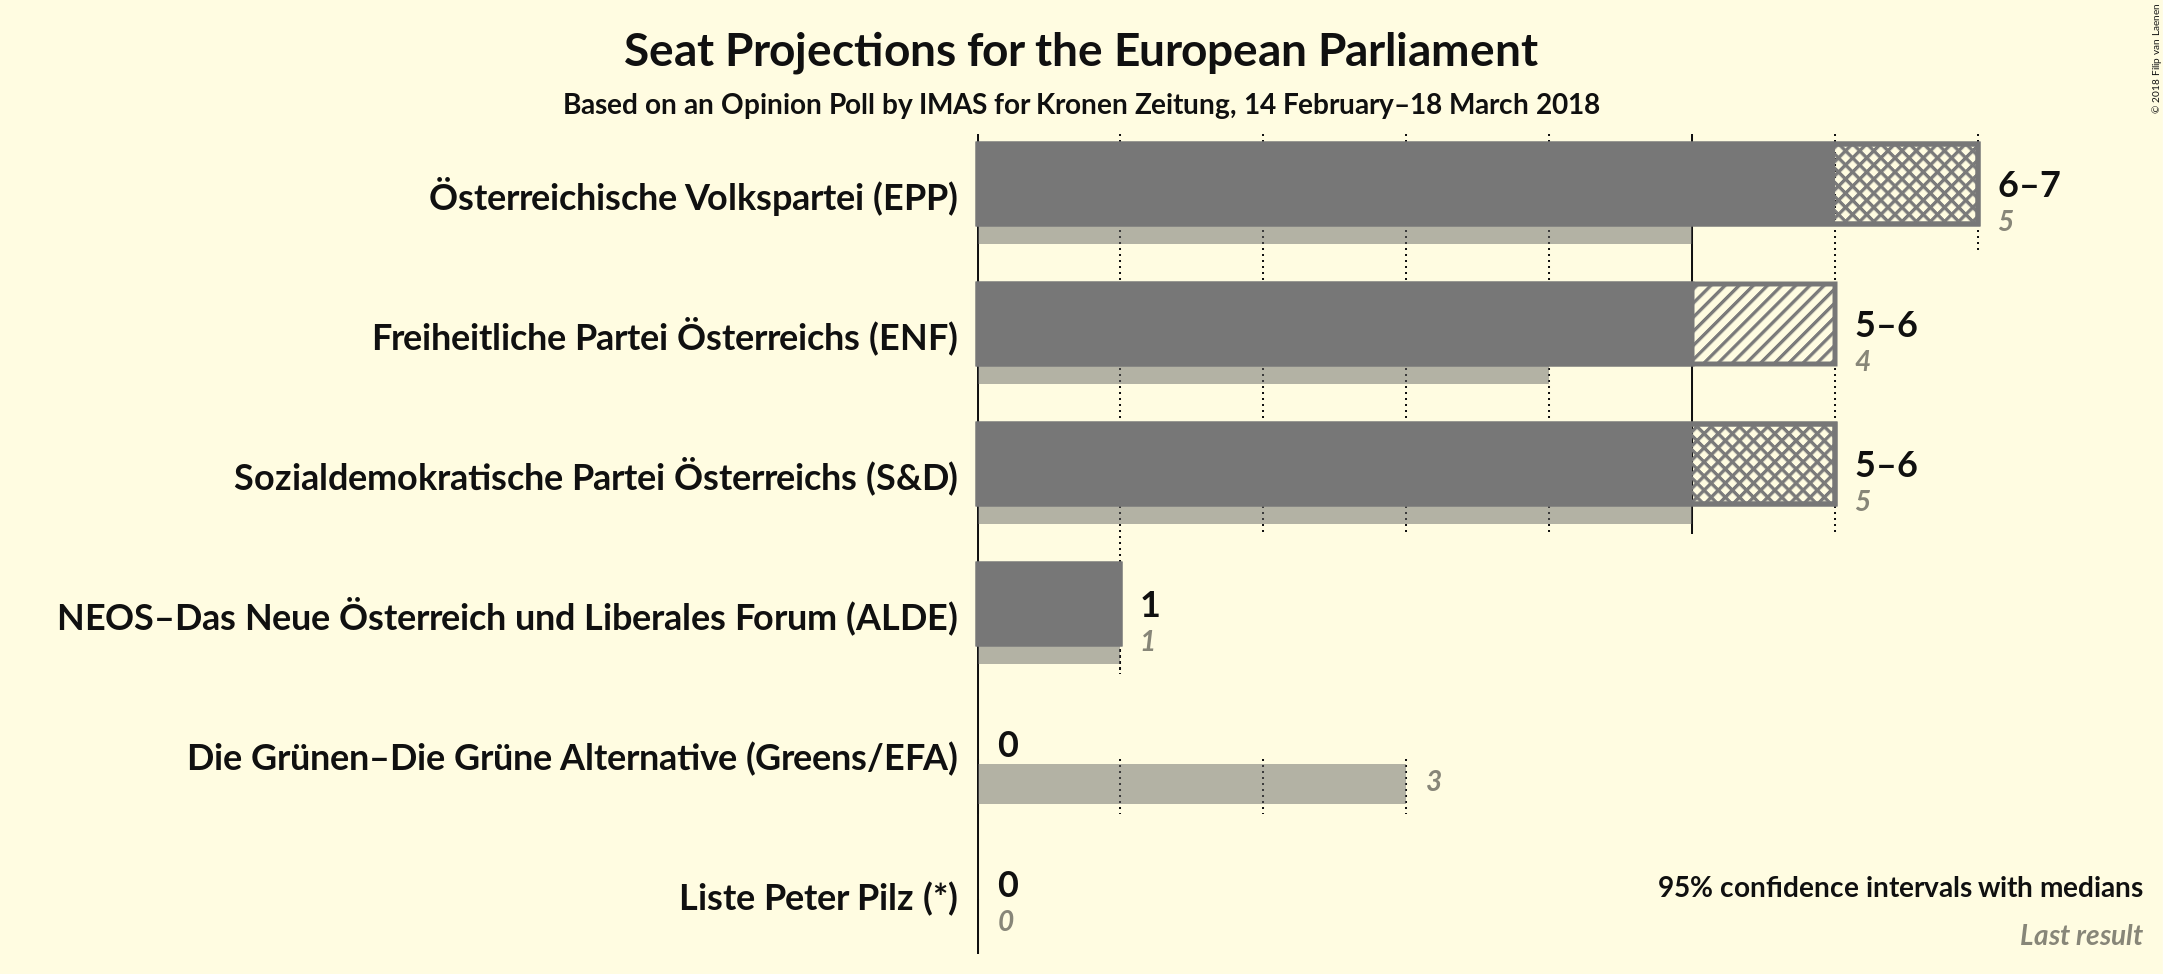 Seat Projections for the European Parliament
Based on an Opinion Poll by IMAS for Kronen Zeitung, 14 February–18 March 2018
© 2018 Filip van Laenen
Österreichische Volkspartei (EPP)
6–7
5
Freiheitliche Partei Österreichs (ENF)
5–6
4
Sozialdemokratische Partei Österreichs (S&D)
5–6
5
NEOS–Das Neue Österreich und Liberales Forum (ALDE)
1
1
Die Grünen–Die Grüne Alternative (Greens/EFA)
0
3
Liste Peter Pilz (*)
0
0
95% confidence intervals with medians
Last result